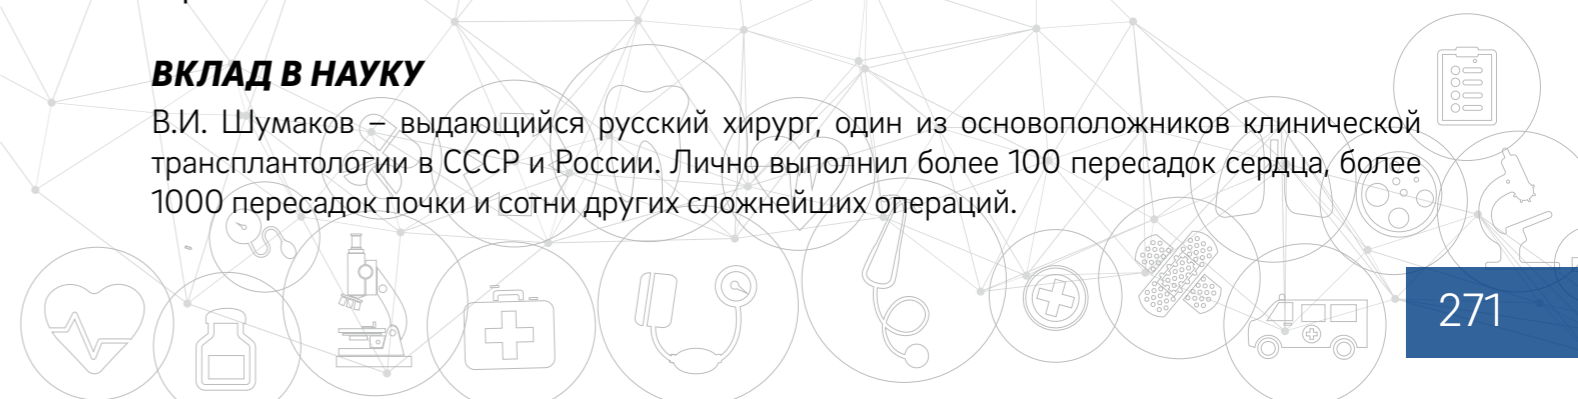 ВКЛАД В НАУКУ
В.И. Шумаков – выдающийся русский хирург, один из основоположников клинической
трансплантологии в СССР и России. Лично выполнил более 100 пересадок сердца, более
1000 пересадок почки и сотни других сложнейших операций.
271